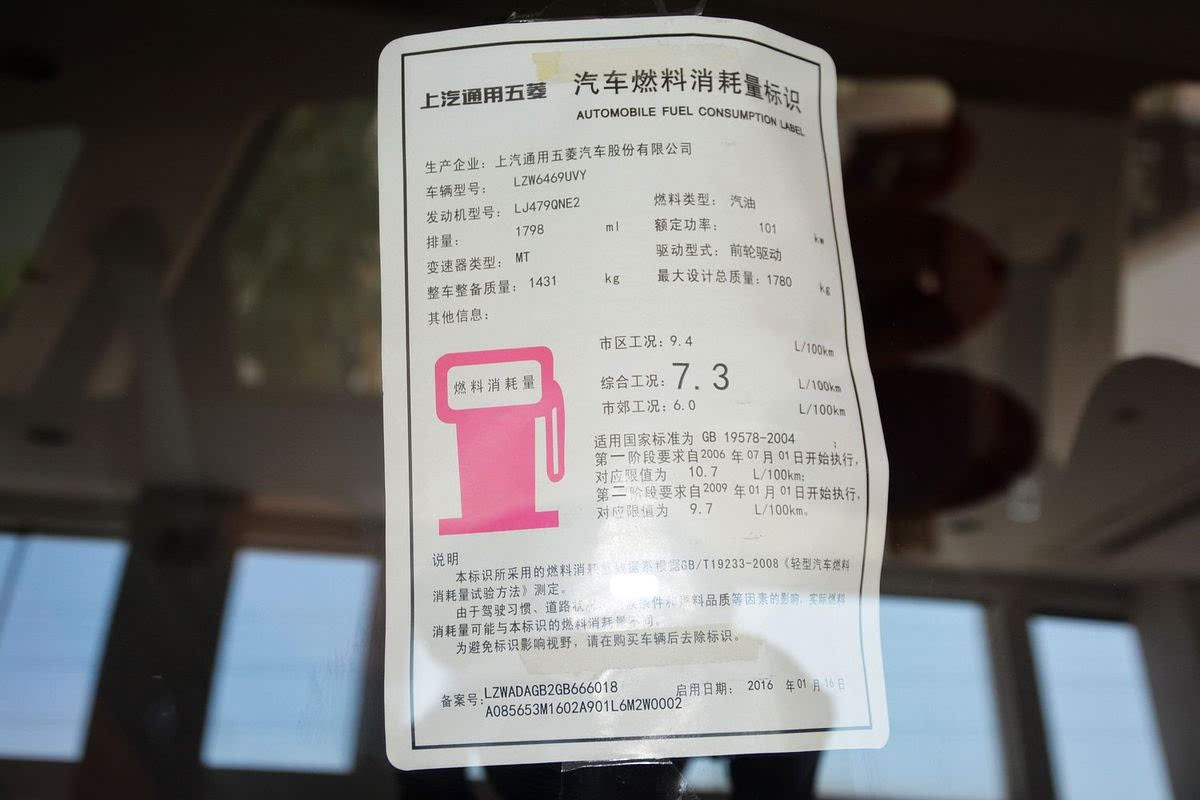 上汽通用五菱 汽车燃料消耗量标识
AUTOMOBILE FUEL CONSUMPTION LABEL
生产企业: 上汽通用五菱汽车股份有限公司
车辆型号: LZW6469UVY
发动机型号: LJ479QNE2 燃料类型: 汽油
排量: 1798 ml 额定功率: 101 kw
变速器类型: MT 驱动型式: 前轮驱动
整车整备质量: 1431 kg 最大设计总质量: 1780 kg
其他信息:
市区工况: 9.4 L/100km
燃料消耗量
综合工况: 7.3 L/100km
市郊工况: 6.0 L/100km
适用国家标准为 GB 19578-2004 ;
第一阶段要求自2006 年 07 月 01 日开始执行,
对应限值为 10.7 L/100km;
第二阶段要求自2009 年 01 月 01 日开始执行,
对应限值为 9.7 L/100km。
说明
本标识所采用的燃料消耗量数据系根据GB/T19233-2008《轻型汽车燃料
消耗量试验方法》测定。
由于驾驶习惯、道路状 条件和燃料品质等因素的影响, 实际燃料
消耗量可能与本标识的燃料消耗量不同。
为避免标识影响视野, 请在购买车辆后去除标识。
备案号: LZWADAGB2GB666018 启用日期: 2016 年 01 月 16 日
A085653M1602A901L6M2W0002